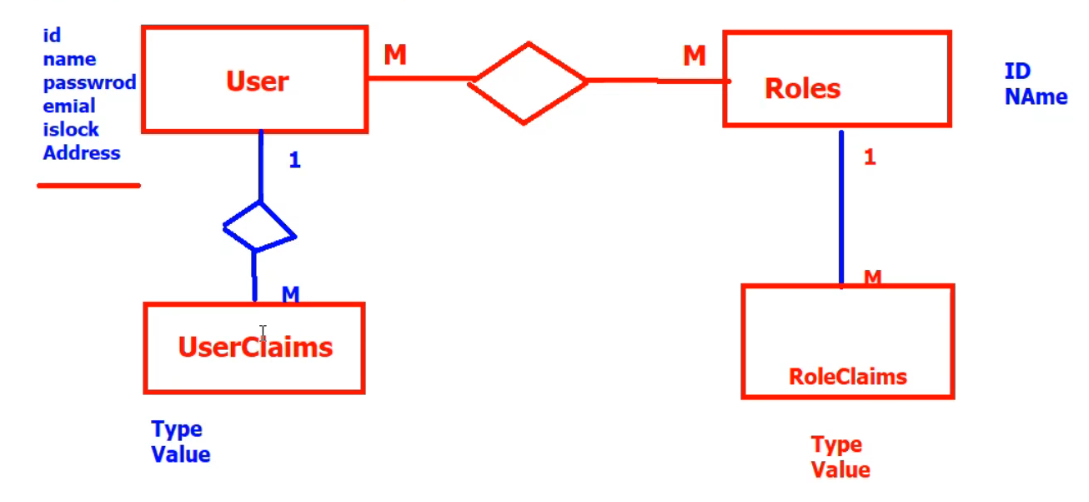 id
name
passwrod
emial
islock
Address
User
M
M
Roles
ID
NAme
1
M
UserClaims
Type
Value
1
M
RoleClaims
Type
Value